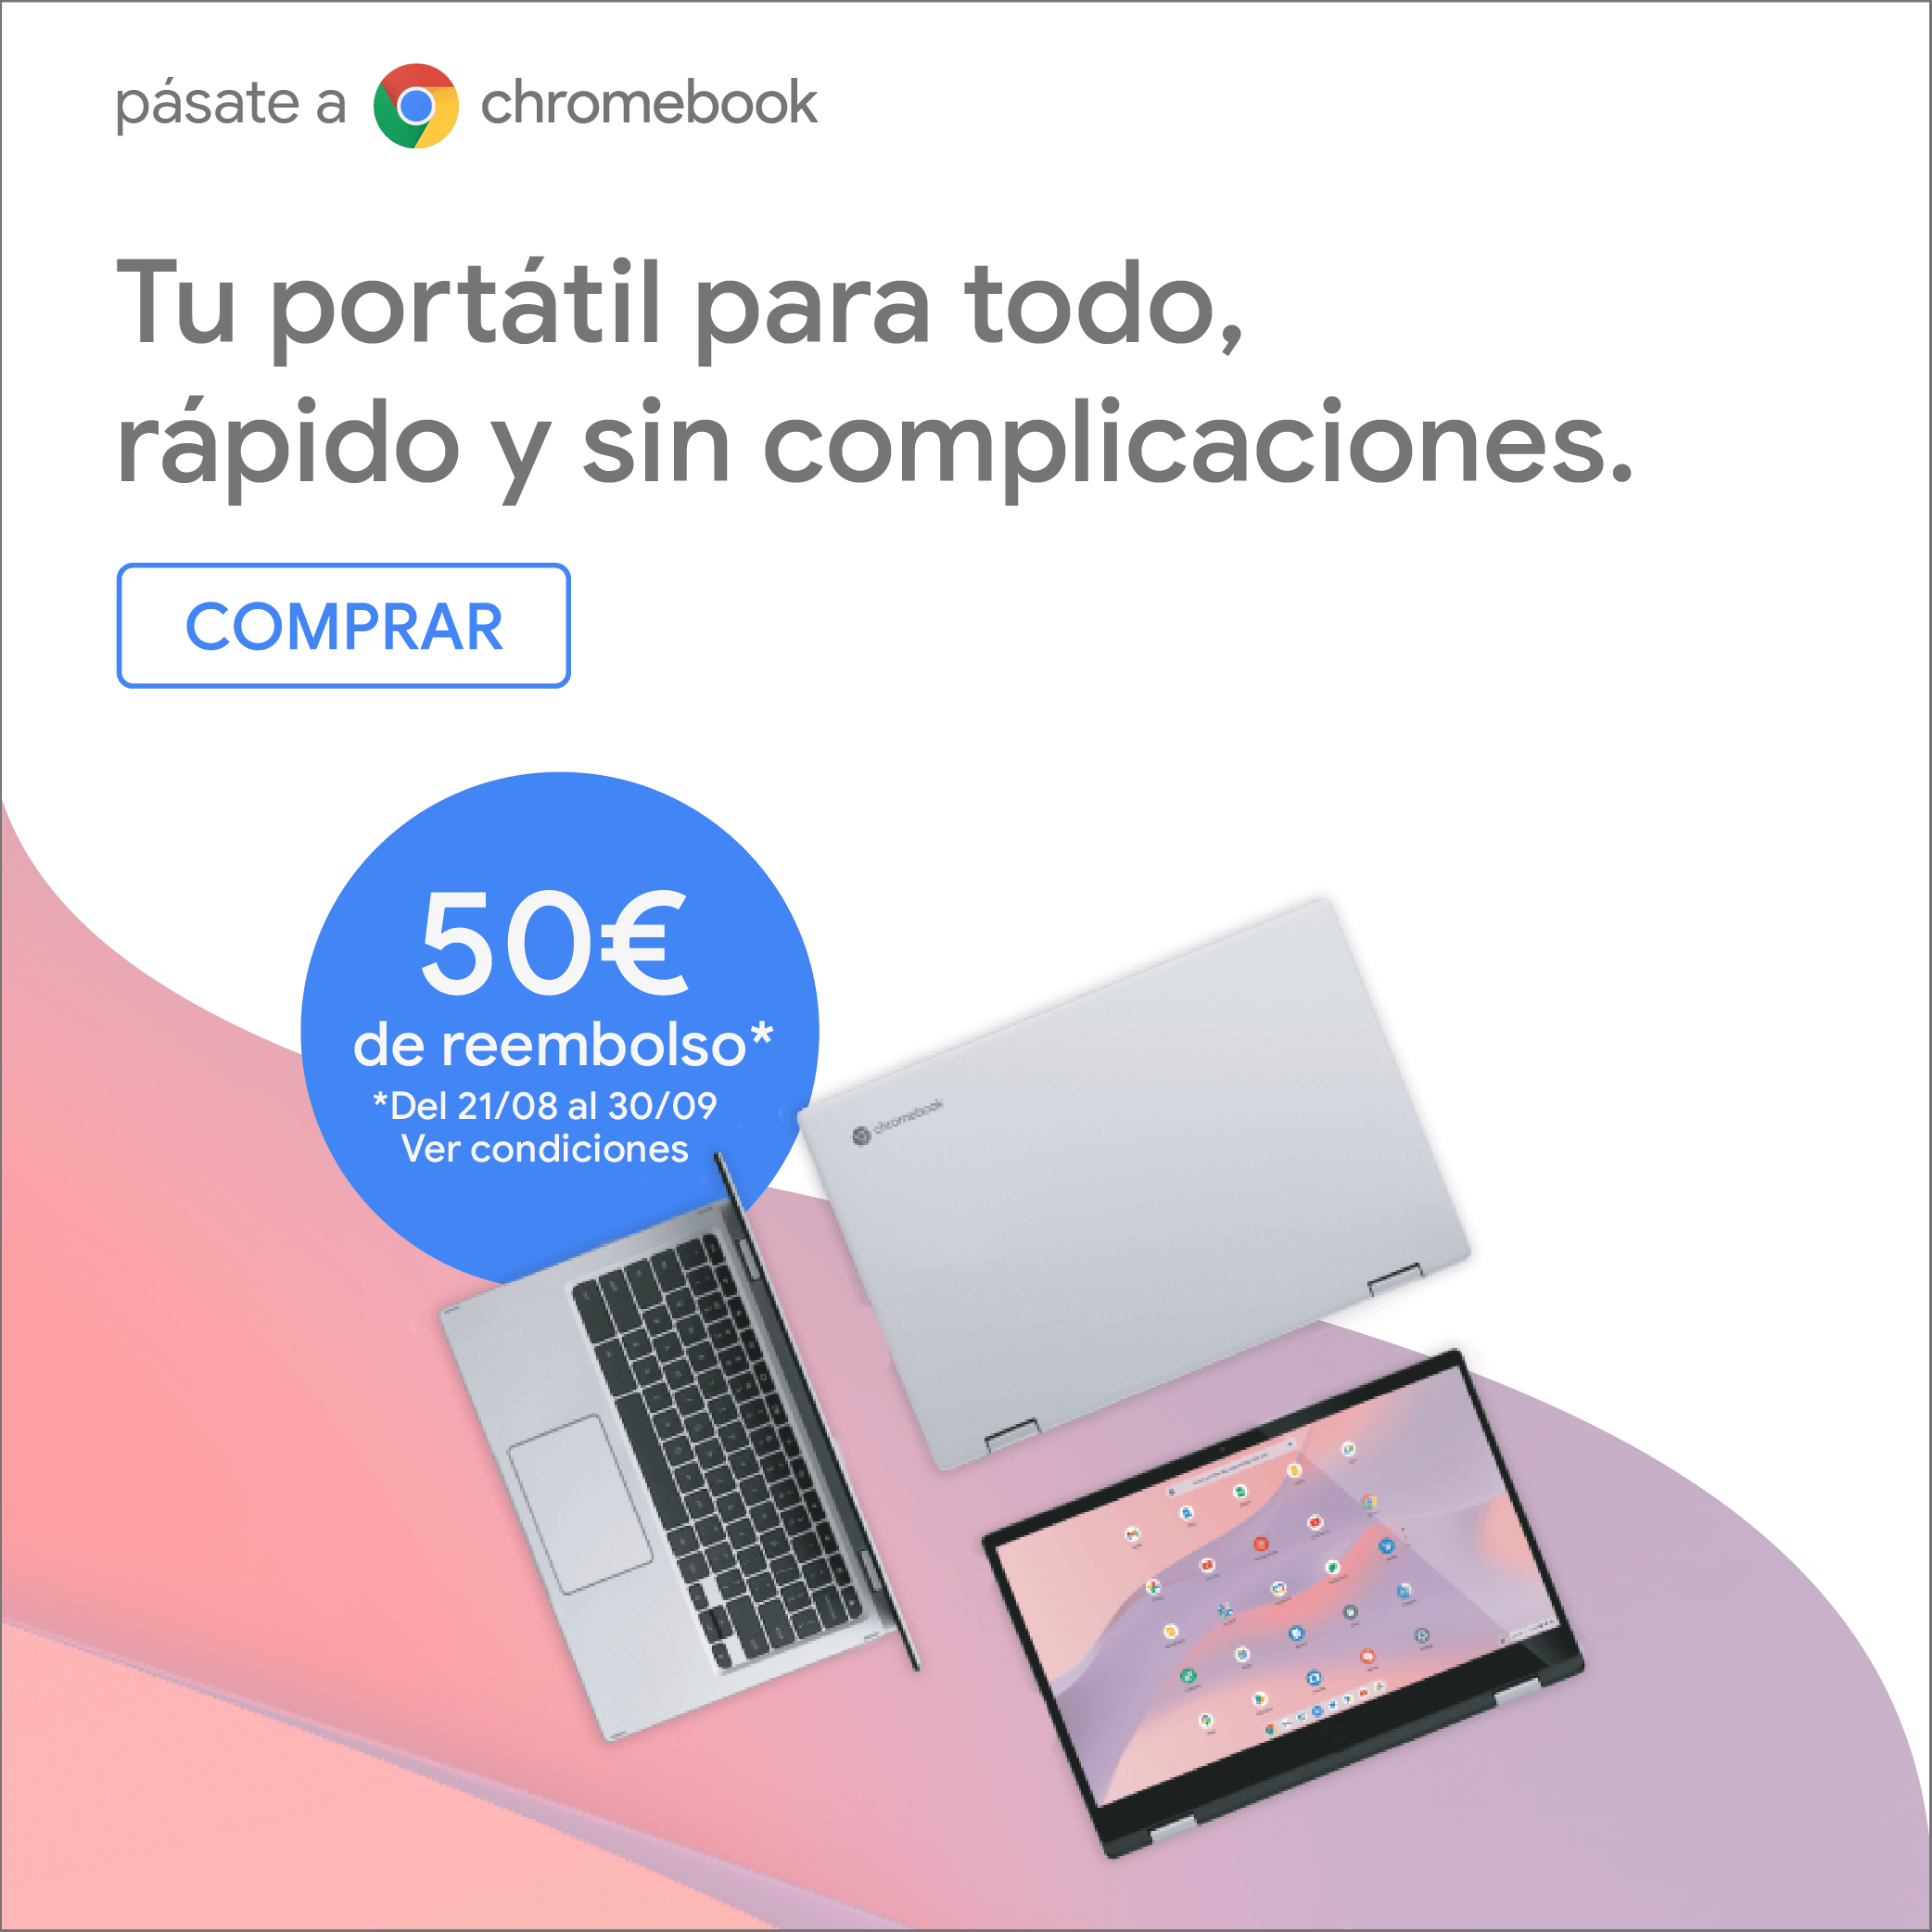 pásate a chromebook
Tu portátil para todo,
rápido y sin complicaciones.
COMPRAR
50€
de reembolso*
*Del 21/08 al 30/09
Ver condiciones
chromebook